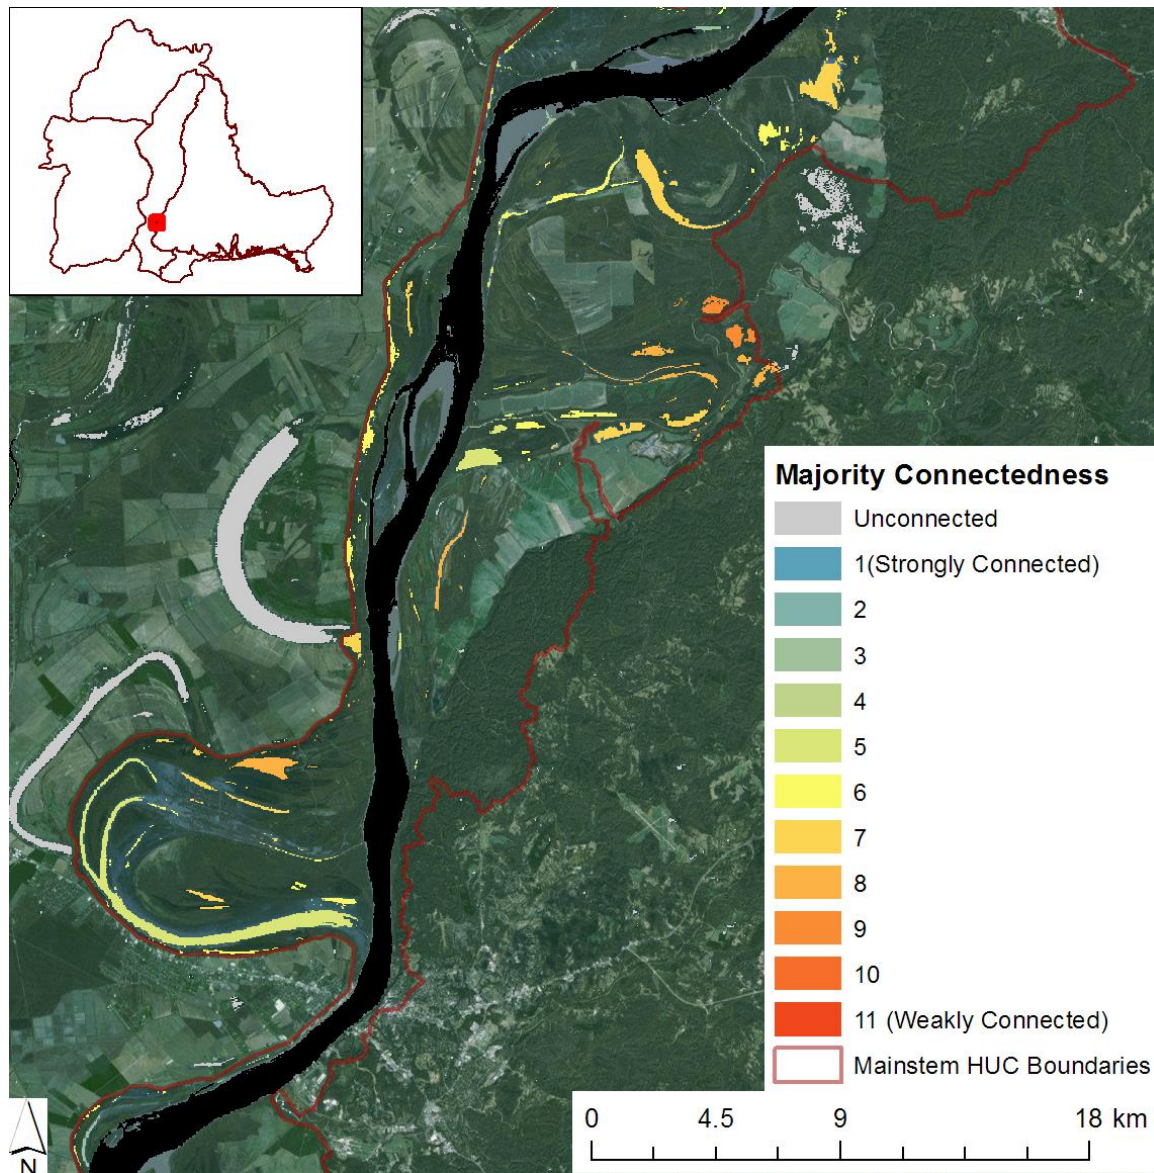 Majority Connectedness
Unconnected
1(Strongly Connected)
2
3
4
5
6
7
8
9
10
11 (Weakly Connected)
Mainstem HUC Boundaries
0 4.5 9 18 km
N